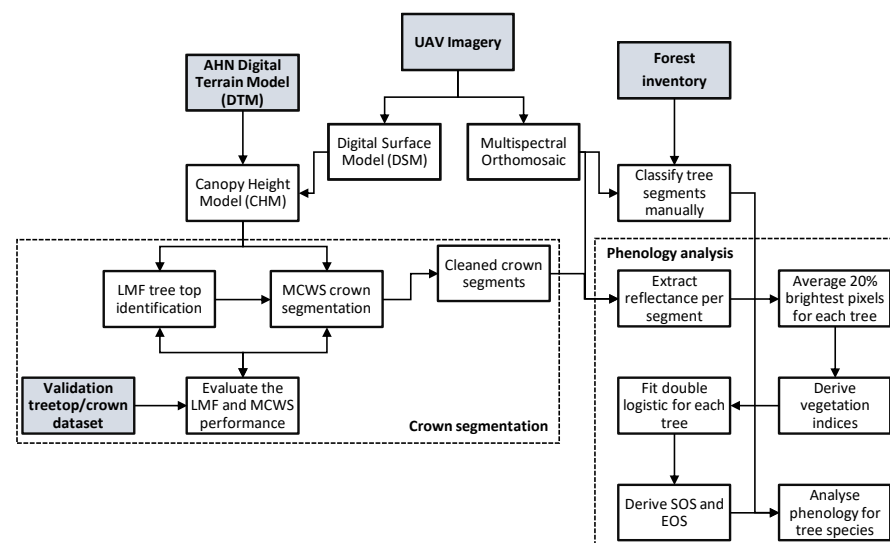 UAV Imagery
AHN Digital
Terrain Model
(DTM)
Forest
inventory
Digital Surface
Model (DSM)
Multispectral
Orthomosaic
Canopy Height
Model (CHM)
Classify tree
segments
manually
Phenology analysis
Cleaned crown
segments
LMF tree top
identification
MCWS crown
segmentation
Extract
reflectance per
segment
Average 20%
brightest pixels
for each tree
Validation
treetop/crown
dataset
Evaluate the
LMF and MCWS
performance
Crown segmentation
Fit double
logistic for each
tree
Derive
vegetation
indices
Derive SOS and
EOS
Analyse
phenology for
tree species